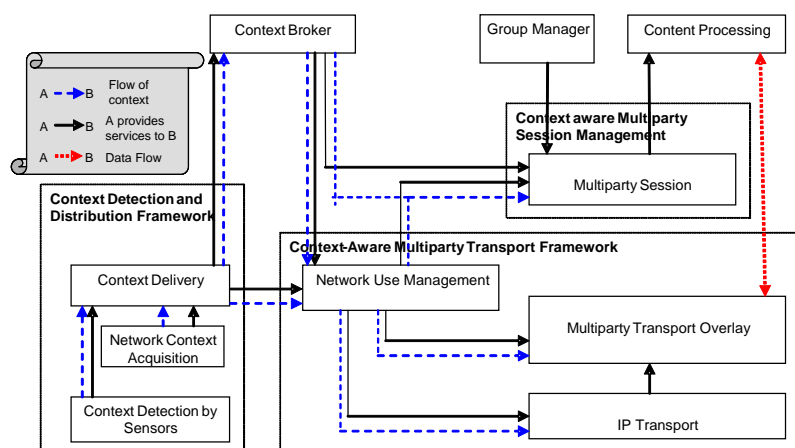 Context Broker
Group Manager
Content Processing
A B Flow of
context
A B A provides
services to B
A B Data Flow
Context aware Multiparty
Session Management
Multiparty Session
Context Detection and
Distribution Framework
Context-Aware Multiparty Transport Framework
Context Delivery
Network Use Management
Network Context
Acquisition
Multiparty Transport Overlay
Context Detection by
Sensors
IP Transport